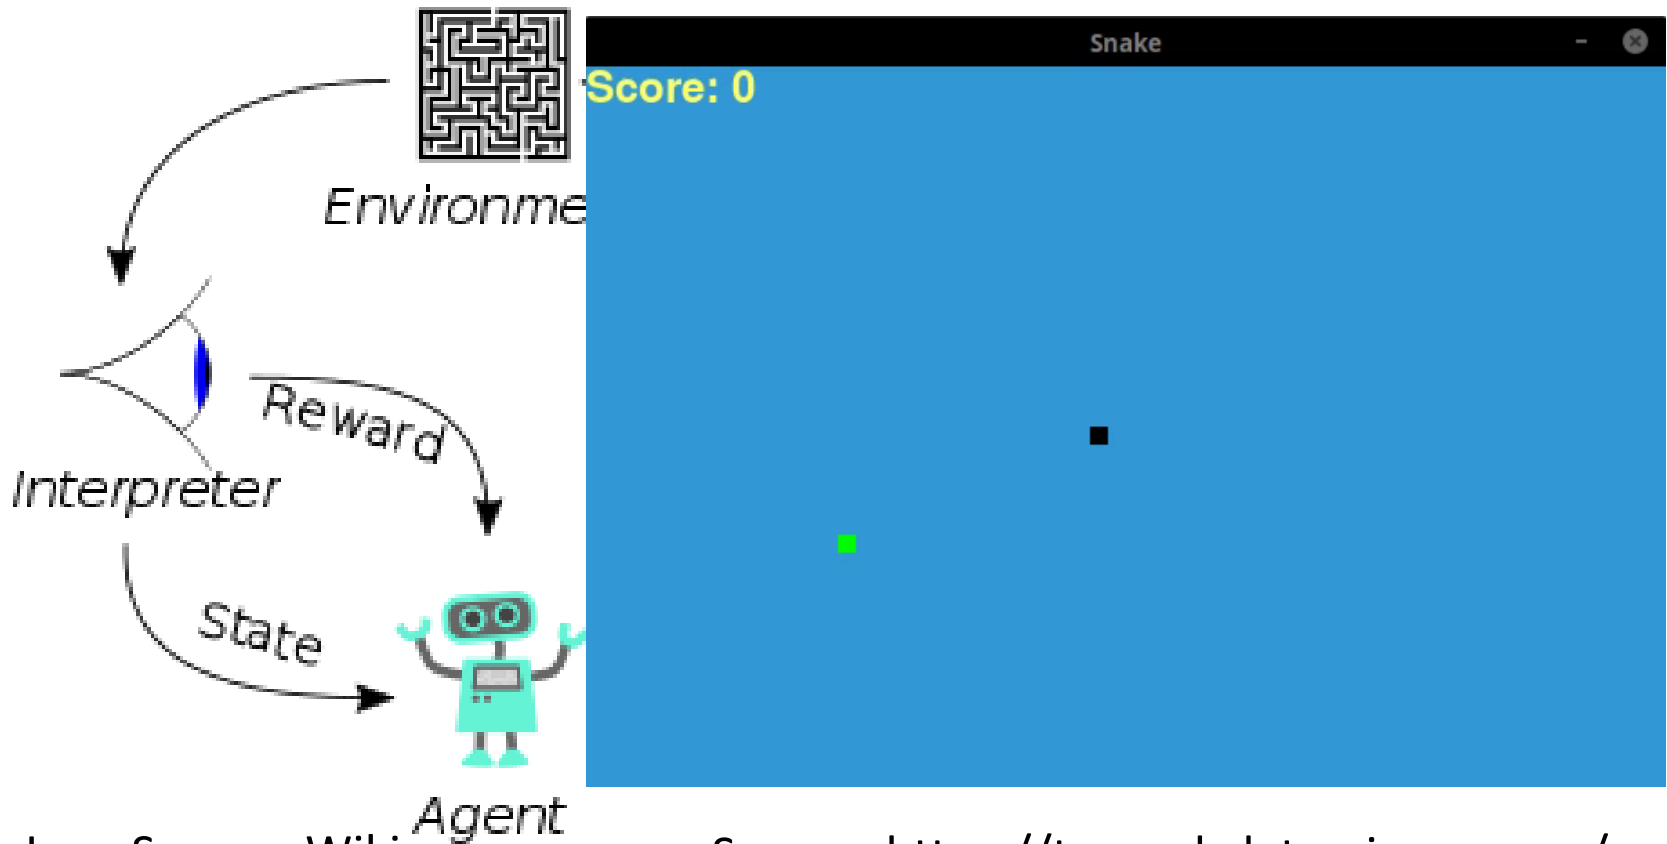 Snake
Score: 0
Environme
Reward
Interpreter
State
Agent